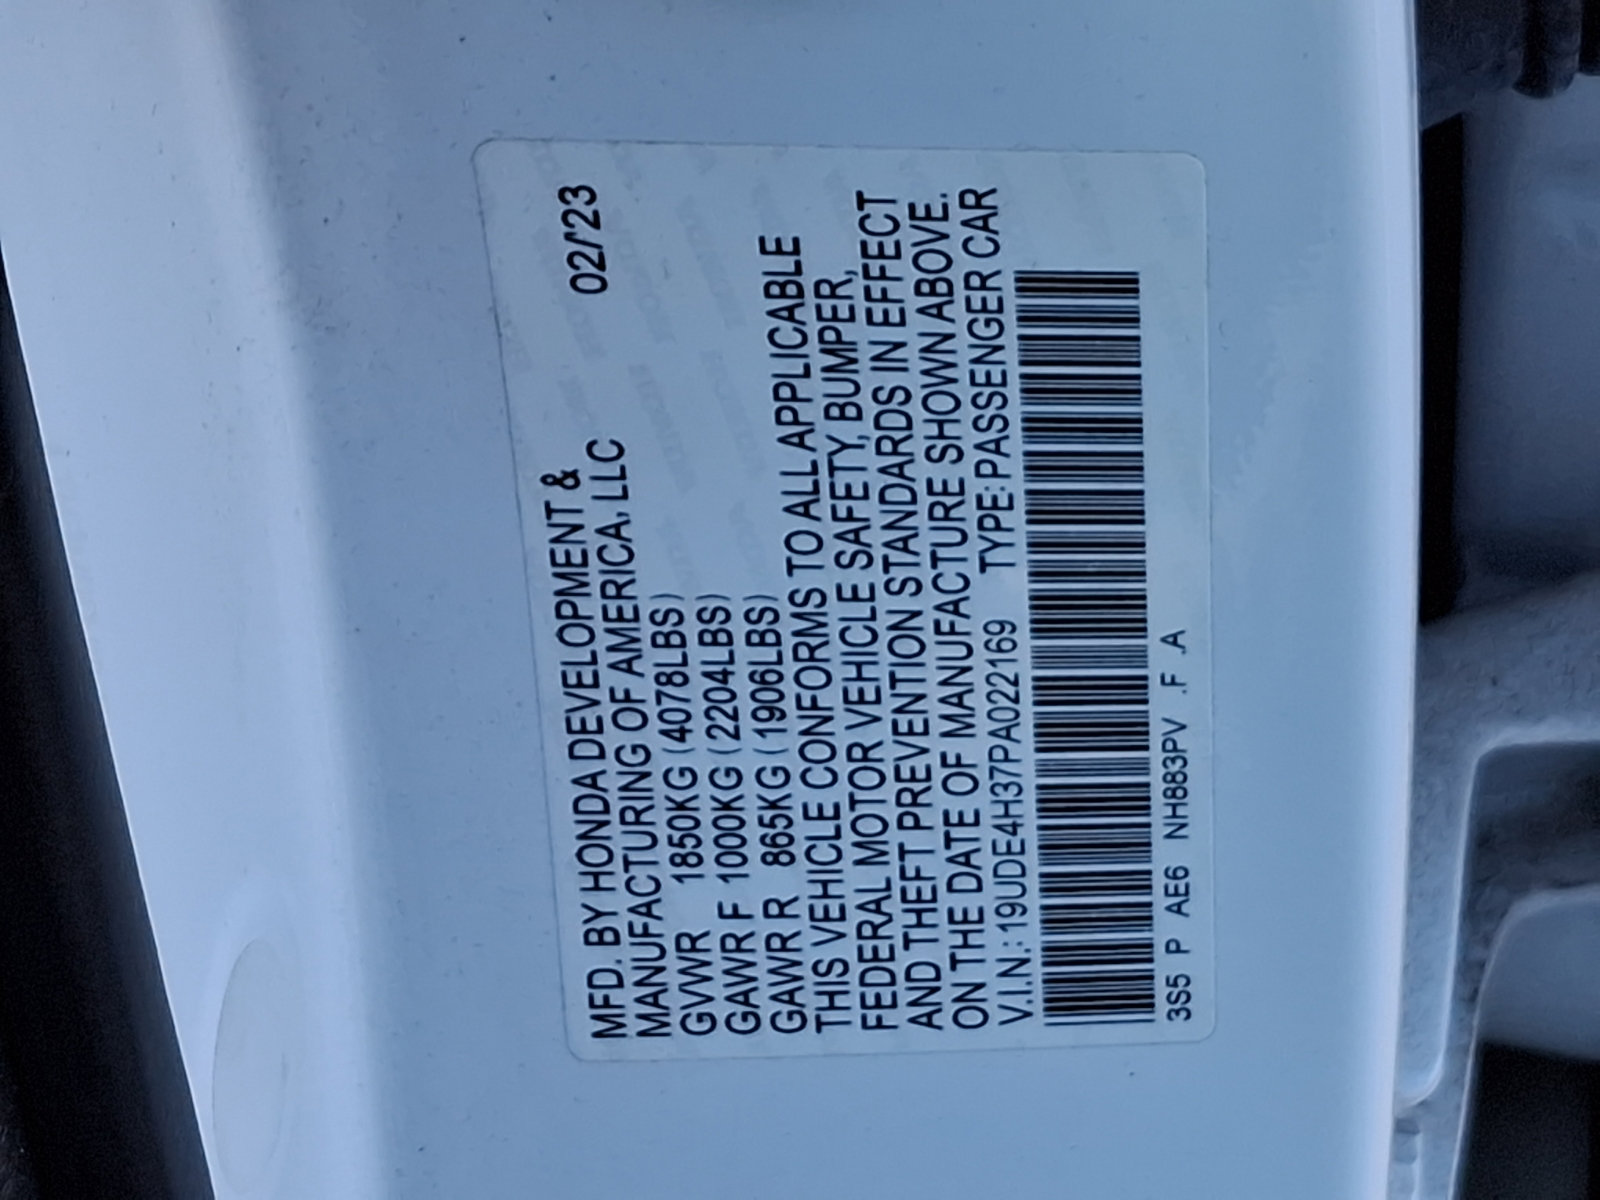 MFD. BY HONDA DEVELOPMENT & 02/'23
MANUFACTURING OF AMERICA, LLC
GVWR 1850KG (4078LBS)
GAWR F 1000KG (2204LBS)
GAWR R 865KG (1906LBS)
THIS VEHICLE CONFORMS TO ALL APPLICABLE
FEDERAL MOTOR VEHICLE SAFETY, BUMPER,
AND THEFT PREVENTION STANDARDS IN EFFECT
ON THE DATE OF MANUFACTURE SHOWN ABOVE.
V.I.N.: 19UDE4H37PA022169 TYPE: PASSENGER CAR
3S5 P AE6 NH883PV .F .A